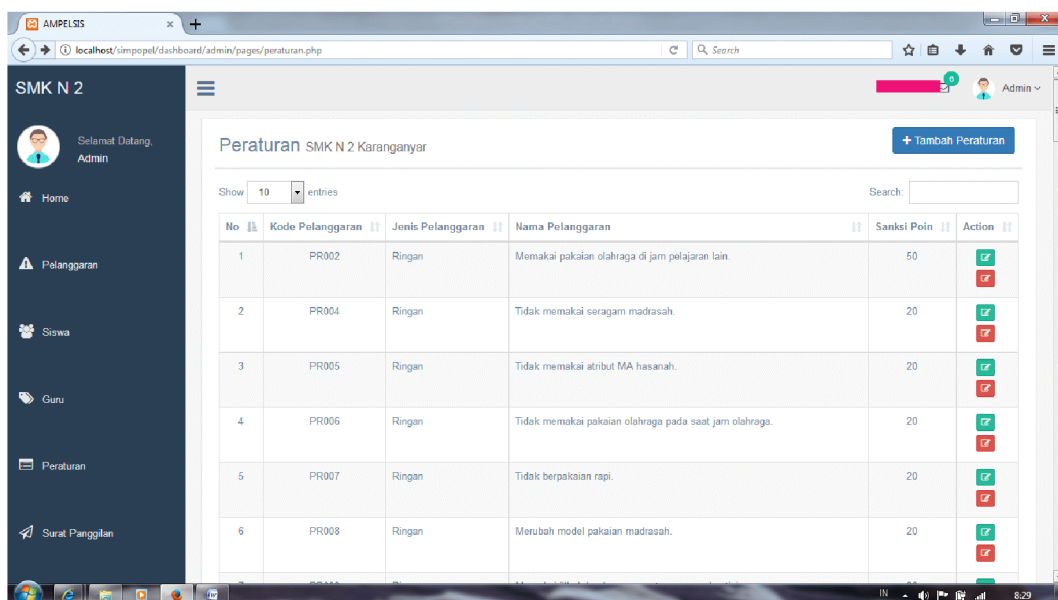 AMPELSIS
localhost/simpopel/dashboard/admin/pages/peraturan.php
Search
SMK N 2
6
Admin
Selamat Datang,
Admin
Home
Pelanggaran
Siswa
Guru
Peraturan
Surat Panggilan
Peraturan SMK N 2 Karanganyar
+ Tambah Peraturan
Show 10 entries
Search:
No Kode Pelanggaran Jenis Pelanggaran Nama Pelanggaran Sanksi Poin Action
1 PR002 Ringan Memakai pakaian olahraga di jam pelajaran lain. 50
2 PR004 Ringan Tidak memakai seragam madrasah. 20
3 PR005 Ringan Tidak memakai atribut MA hasanah. 20
4 PR006 Ringan Tidak memakai pakaian olahraga pada saat jam olahraga. 20
5 PR007 Ringan Tidak berpakaian rapi. 20
6 PR008 Ringan Merubah model pakaian madrasah. 20
IN 8:29